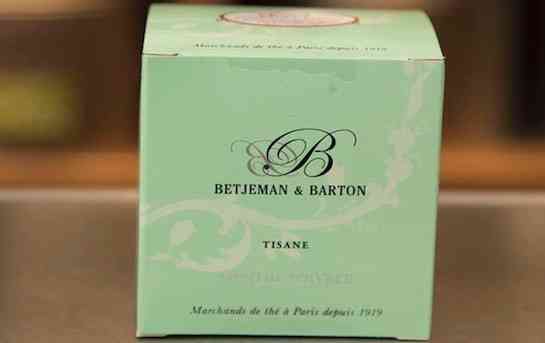 Marchands de thé à Paris depuis 1919
B
BETJEMAN & BARTON
TISANE
Marchands de thé à Paris depuis 1919